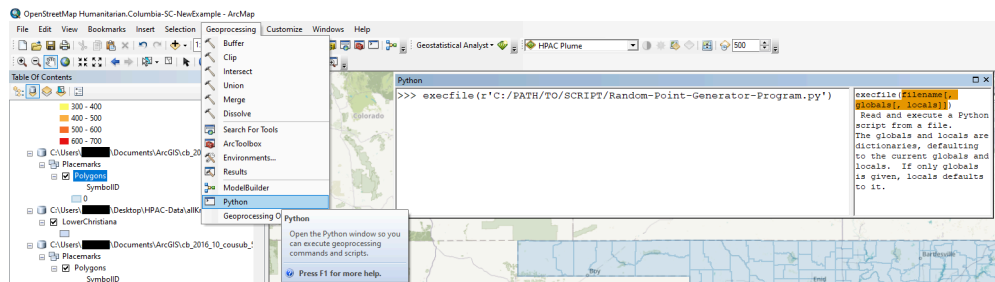 OpenStreetMap Humanitarian.Columbia-SC-NewExample - ArcMap
File Edit View Bookmarks Insert Selection Geoprocessing Customize Windows Help
Geostatistical Analyst
HPAC Plume
500
Table Of Contents
300 - 400
400 - 500
500 - 600
600 - 700
C:\Users\ \Documents\ArcGIS\cb_20
Placemarks
Polygons
SymbolID
0
C:\Users\ \Desktop\HPAC-Data\allKm
LowerChristiana
C:\Users\ \Documents\ArcGIS\cb_2016_10_cousub_5
Placemarks
Polygons
SymbolID
Buffer
Clip
Intersect
Union
Merge
Dissolve
Search For Tools
ArcToolbox
Environments...
Results
ModelBuilder
Python
Geoprocessing O
Python
Open the Python window so you
can execute geoprocessing
commands and scripts.
Press F1 for more help.
Colorado
Python
>>> execfile(r'C:/PATH/TO/SCRIPT/Random-Point-Generator-Program.py')
execfile(filename[,
globals[, locals]])
Read and execute a Python
script from a file.
The globals and locals are
dictionaries, defaulting
to the current globals and
locals. If only globals
is given, locals defaults
to it.
Enid